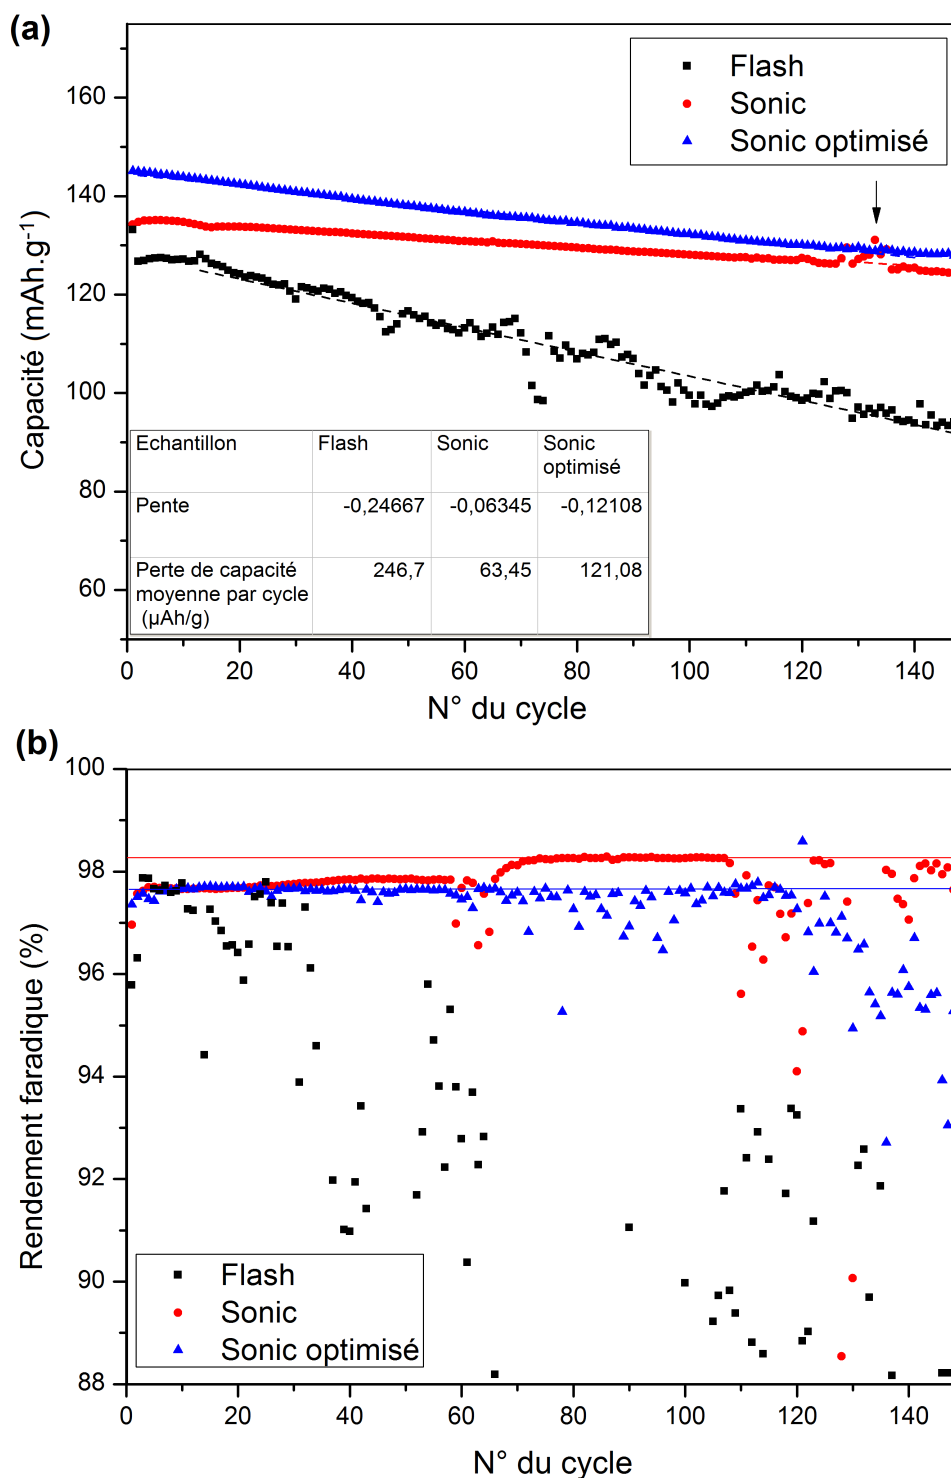 (a)
Flash
Sonic
Sonic optimisé
160
140
120
100
80
60
Capacité (mAh.g-1)
Echantillon Flash Sonic Sonic optimisé
Pente -0,24667 -0,06345 -0,12108
Perte de capacité moyenne par cycle (µAh/g) 246,7 63,45 121,08
0 20 40 60 80 100 120 140
N° du cycle
(b)
100
98
96
94
92
90
88
Rendement faradique (%)
Flash
Sonic
Sonic optimisé
0 20 40 60 80 100 120 140
N° du cycle